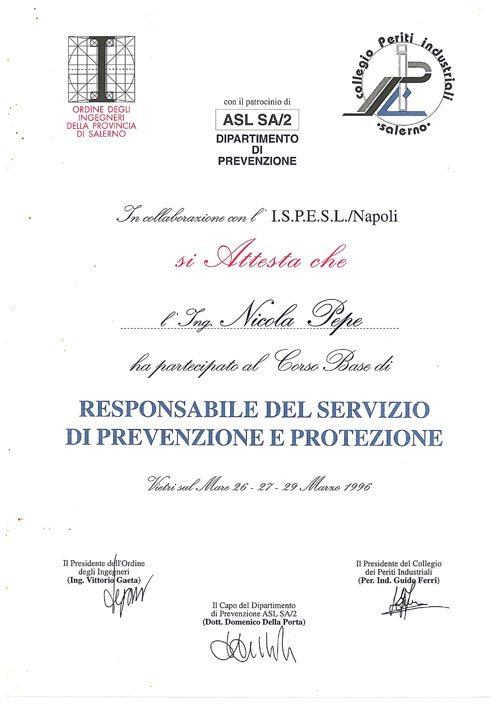 ORDINE DEGLI
INGEGNERI
DELLA PROVINCIA
DI SALERNO
con il patrocinio di
ASL SA/2
DIPARTIMENTO
DI
PREVENZIONE
collegio Periti industriali
•salerno•
In collaborazione con l' I.S.P.E.S.L./Napoli
si Attesta che
l' Ing. Nicola Pepe
ha partecipato al Corso Base di
RESPONSABILE DEL SERVIZIO
DI PREVENZIONE E PROTEZIONE
Vietri sul Mare 26 - 27 - 29 Marzo 1996
Il Presidente dell'Ordine
degli Ingegneri
(Ing. Vittorio Gaeta)
Il Capo del Dipartimento
di Prevenzione ASL SA/2
(Dott. Domenico Della Porta)
Il Presidente del Collegio
dei Periti Industriali
(Per. Ind. Guido Ferri)